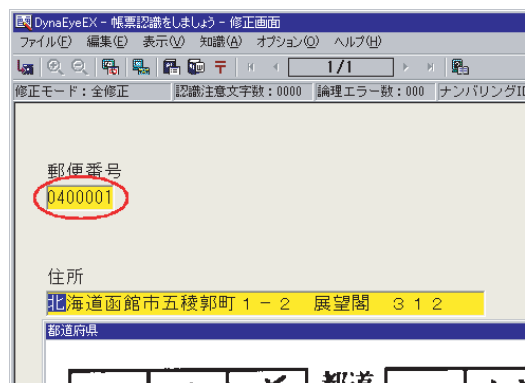 DynaEyeEX - 帳票認識をしましょう - 修正画面
ファイル(F) 編集(E) 表示(V) 知識(A) オプション(O) ヘルプ(H)
1/1
修正モード：全修正 認識注意文字数：0000 論理エラー数：000 ナンバリングID
郵便番号
0400001
住所
北海道函館市五稜郭町１－２ 展望閣 ３１２
都道府県
都道